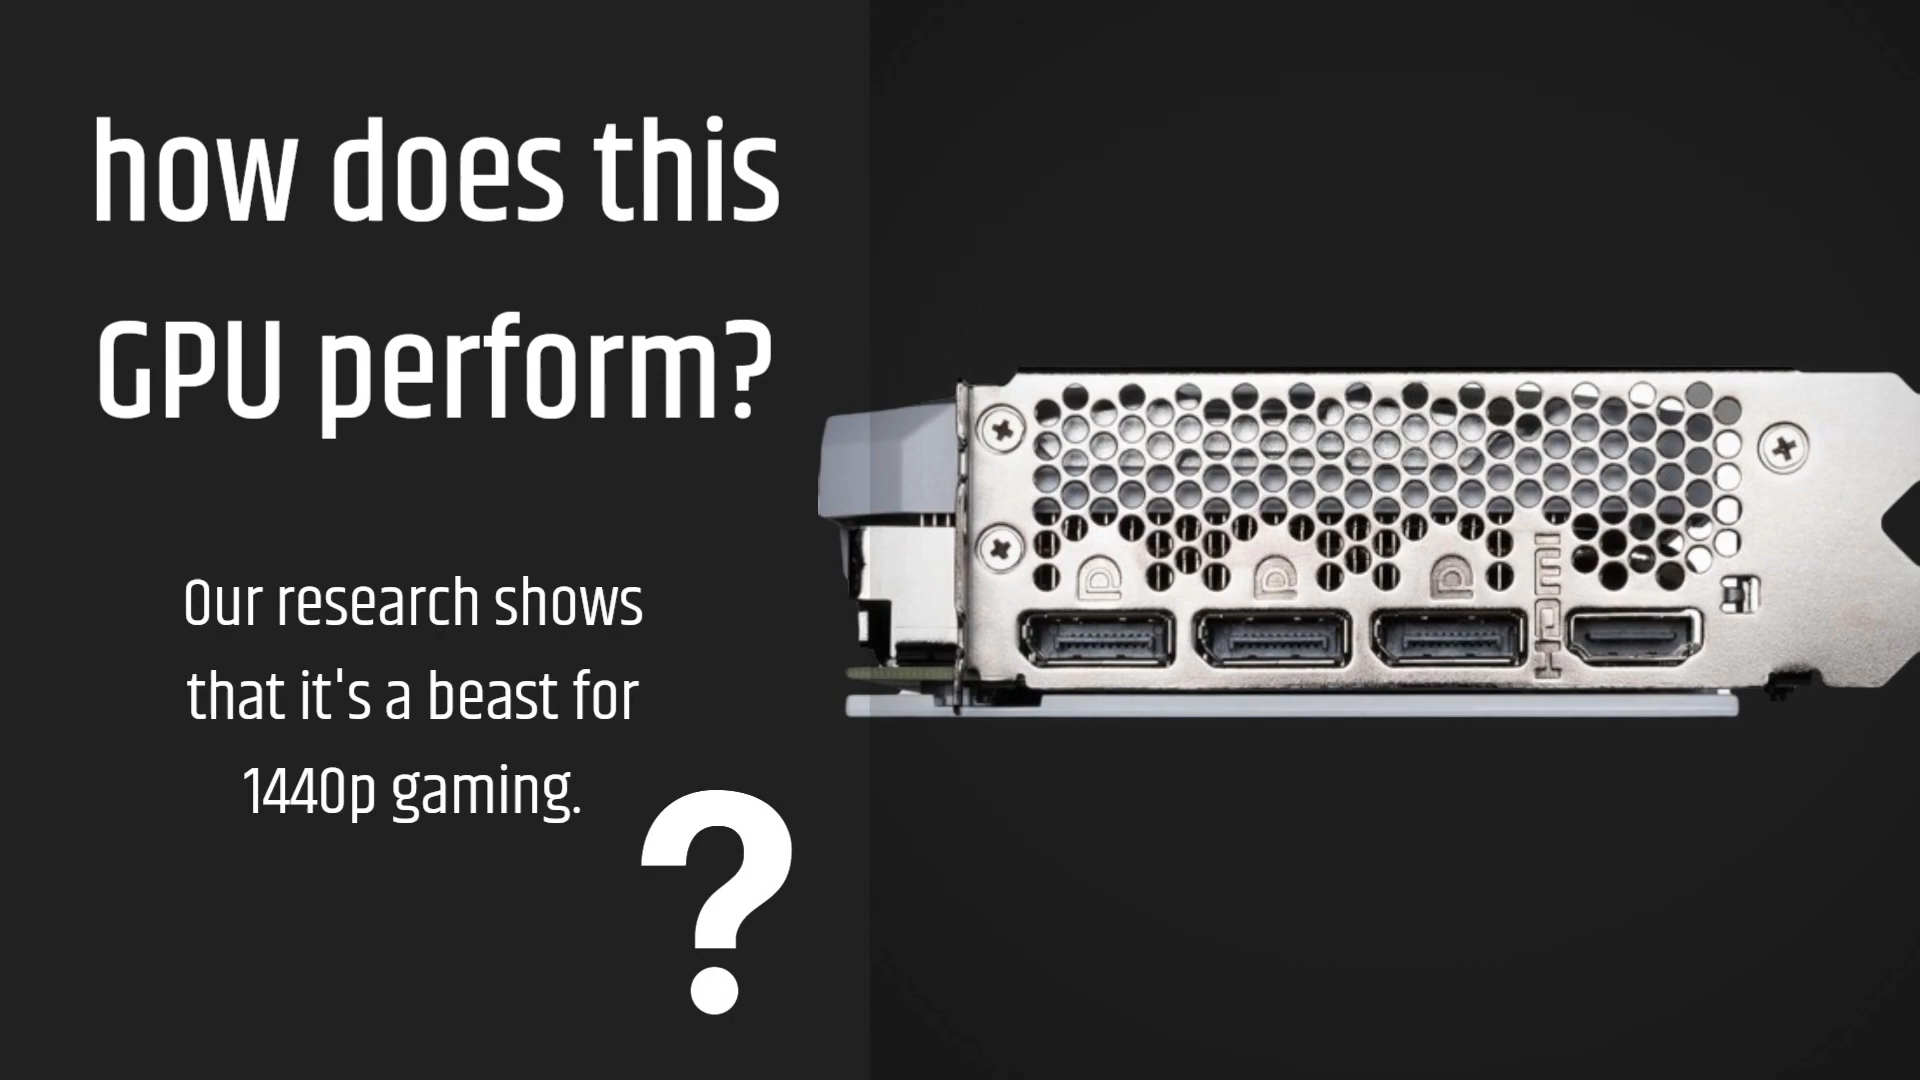 how does this
GPU perform?
Our research shows
that it's a beast for
1440p gaming.
?
HDMI